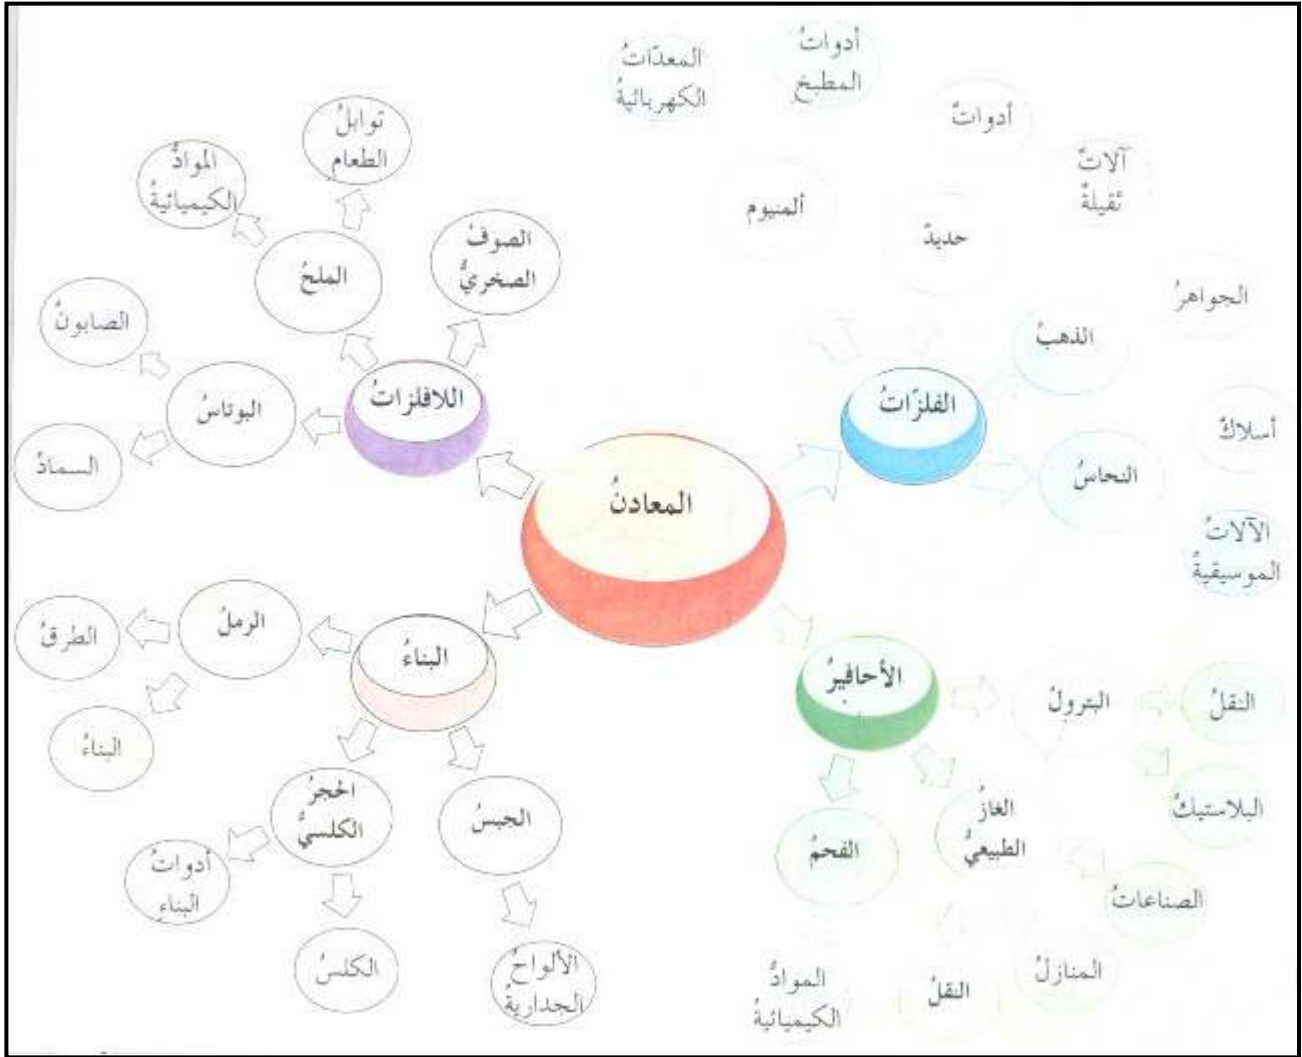 المعدّاتُ
الكهربائيةُ
أدواتُ
المطبخِ
أدواتٌ
آلاتٌ
ثقيلةٌ
ألمنيوم
حديدٌ
الجواهرُ
الذهبُ
الفلزّاتُ
أسلاكٌ
النحاسُ
الآلاتُ
الموسيقيةُ
توابلُ
الطعامِ
الموادُّ
الكيميائيةُ
الصوفُ
الصخريُّ
الملحُ
الصابونُ
اللافلزاتُ
البوتاسُ
السمادُ
المعادنُ
الرملُ
الطرقُ
البناءُ
البناءُ
الحجرُ
الكلسيُّ
الجبسُ
أدواتُ
البناءِ
الكلسُ
الألواحُ
الجداريةُ
الأحافيرُ
البترولُ
النقلُ
البلاستيكُ
الغازُ
الطبيعيُّ
الفحمُ
الصناعاتُ
المنازلُ
النقلُ
الموادُّ
الكيميائيةُ